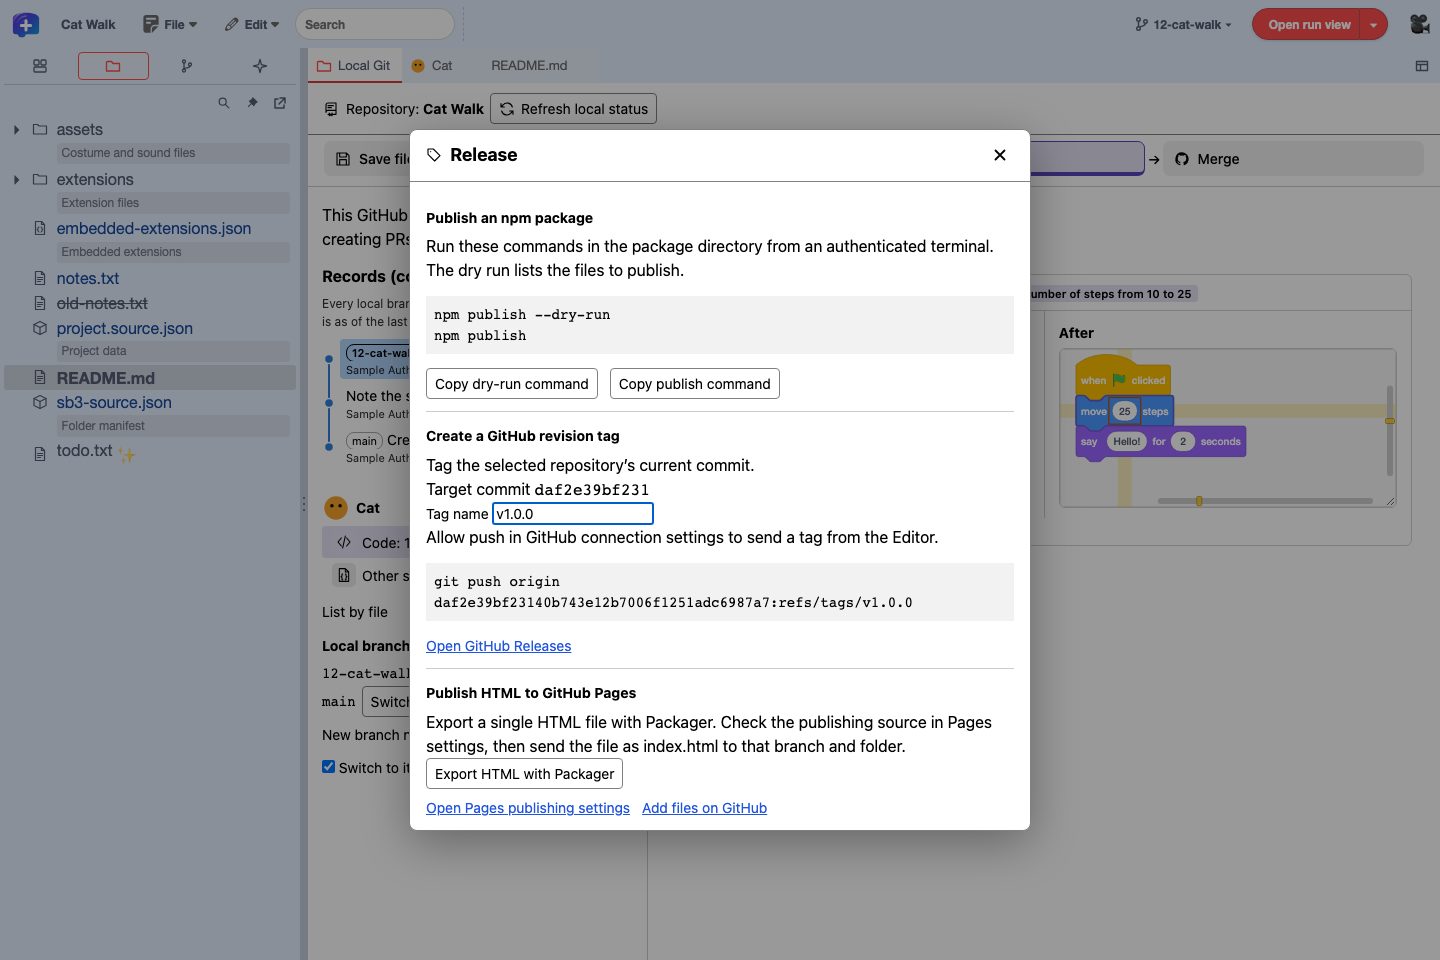 Cat Walk
File
Edit
Search
12-cat-walk
Open run view
Local Git
Cat
README.md
Repository: Cat Walk
Refresh local status
assets
Costume and sound files
extensions
Extension files
embedded-extensions.json
Embedded extensions
notes.txt
old-notes.txt
project.source.json
Project data
README.md
sb3-source.json
Folder manifest
todo.txt
Save
Merge
This GitHub
creating PRs
Records
Every local
is as of the last
12-cat-walk
Sample
Note the
Sample
main
Sample
Cat
Code:
Other
List by file
Local branch
12-cat-walk
main
Switch
New branch
Switch to
Release
Publish an npm package
Run these commands in the package directory from an authenticated terminal.
The dry run lists the files to publish.
npm publish --dry-run
npm publish
Copy dry-run command
Copy publish command
Create a GitHub revision tag
Tag the selected repository's current commit.
Target commit daf2e39bf231
Tag name v1.0.0
Allow push in GitHub connection settings to send a tag from the Editor.
git push origin
daf2e39bf23140b743e12b7006f1251adc6987a7:refs/tags/v1.0.0
Open GitHub Releases
Publish HTML to GitHub Pages
Export a single HTML file with Packager. Check the publishing source in Pages
settings, then send the file as index.html to that branch and folder.
Export HTML with Packager
Open Pages publishing settings
Add files on GitHub
number of steps from 10 to 25
After
when clicked
move 25 steps
say Hello! for 2 seconds